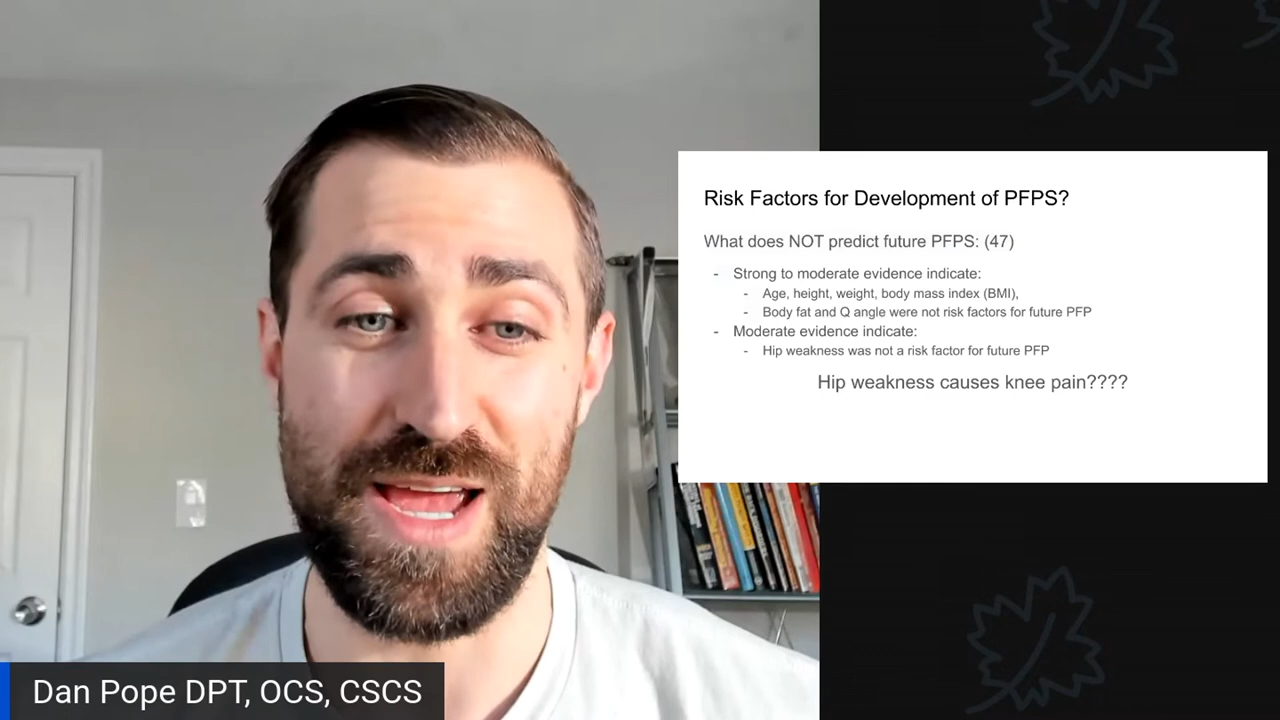 Risk Factors for Development of PFPS?
What does NOT predict future PFPS: (47)
- Strong to moderate evidence indicate:
- Age, height, weight, body mass index (BMI),
- Body fat and Q angle were not risk factors for future PFP
- Moderate evidence indicate:
- Hip weakness was not a risk factor for future PFP
Hip weakness causes knee pain????
Dan Pope DPT, OCS, CSCS